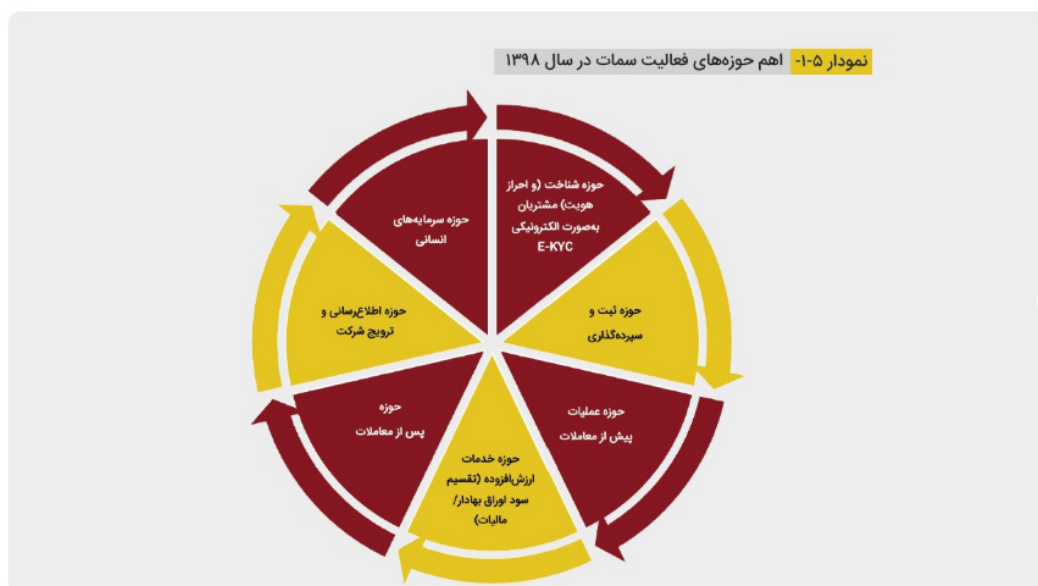 نمودار ۵-۱- اهم حوزه‌های فعالیت سمات در سال ۱۳۹۸
حوزه شناخت (و احراز
هویت) مشتریان
به‌صورت الکترونیکی
E-KYC
حوزه ثبت و
سپرده‌گذاری
حوزه عملیات
پیش از معاملات
حوزه خدمات
ارزش‌افزوده (تقسیم
سود اوراق بهادار/
مالیات)
حوزه
پس از معاملات
حوزه اطلاع‌رسانی و
ترویج شرکت
حوزه سرمایه‌های
انسانی